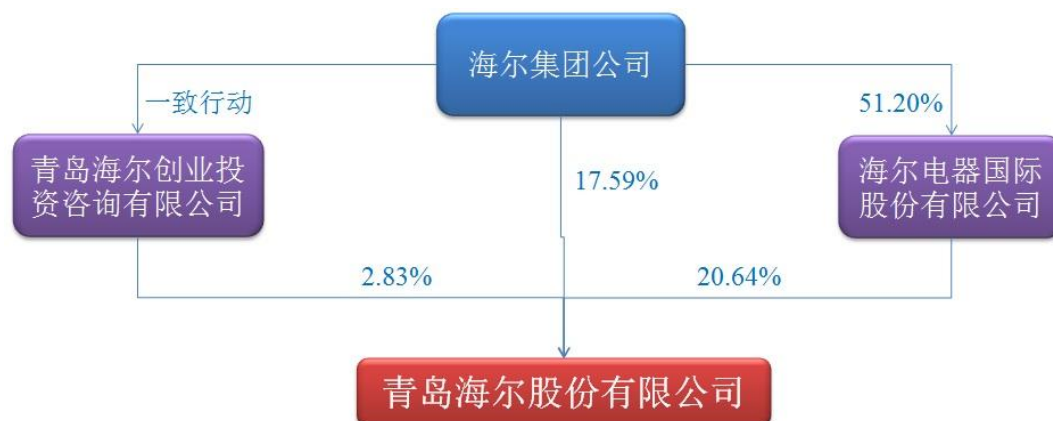 海尔集团公司
一致行动
51.20%
青岛海尔创业投
资咨询有限公司
17.59%
海尔电器国际
股份有限公司
2.83%
20.64%
青岛海尔股份有限公司